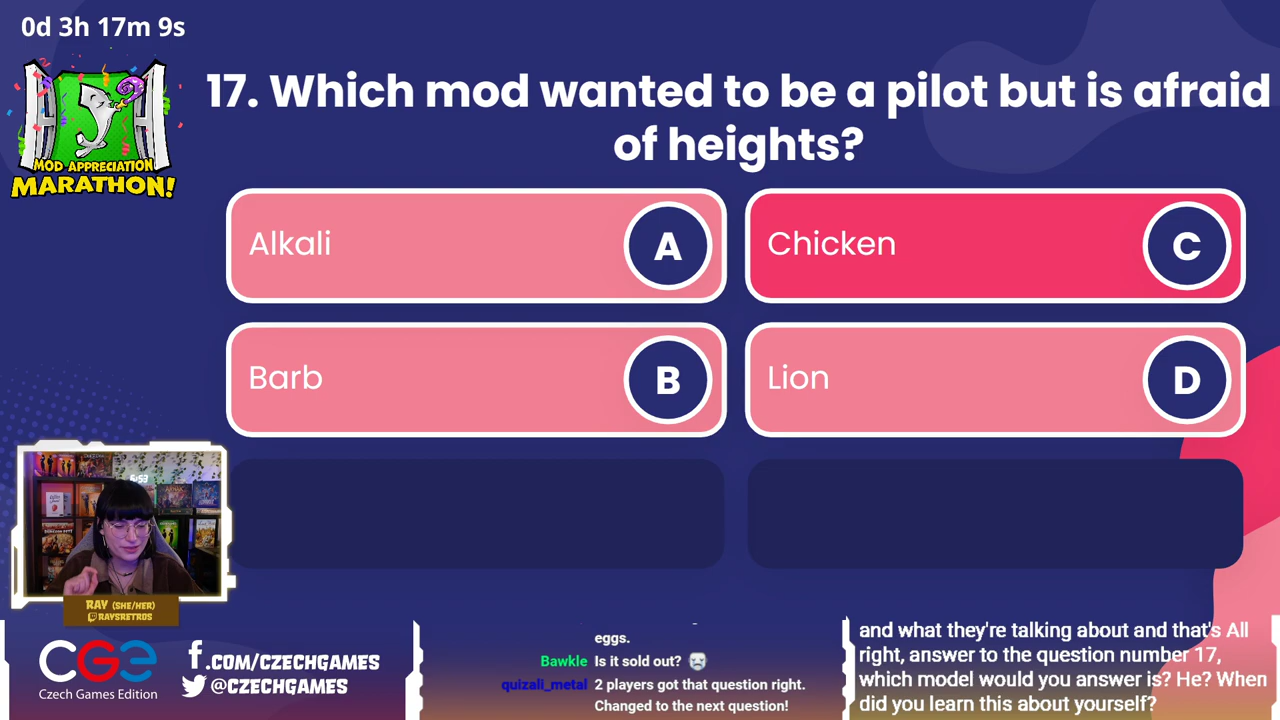 0d 3h 17m 9s
MOD APPRECIATION
MARATHON!
17. Which mod wanted to be a pilot but is afraid
of heights?
Alkali
A
Chicken
C
Barb
B
Lion
D
RAY (SHE/HER)
RAYSRETROS
CGE
Czech Games Edition
f.COM/CZECHGAMES
@CZECHGAMES
eggs.
Bawkle Is it sold out?
quizali_metal 2 players got that question right.
Changed to the next question!
and what they're talking about and that's All
right, answer to the question number 17,
which model would you answer is? He? When
did you learn this about yourself?